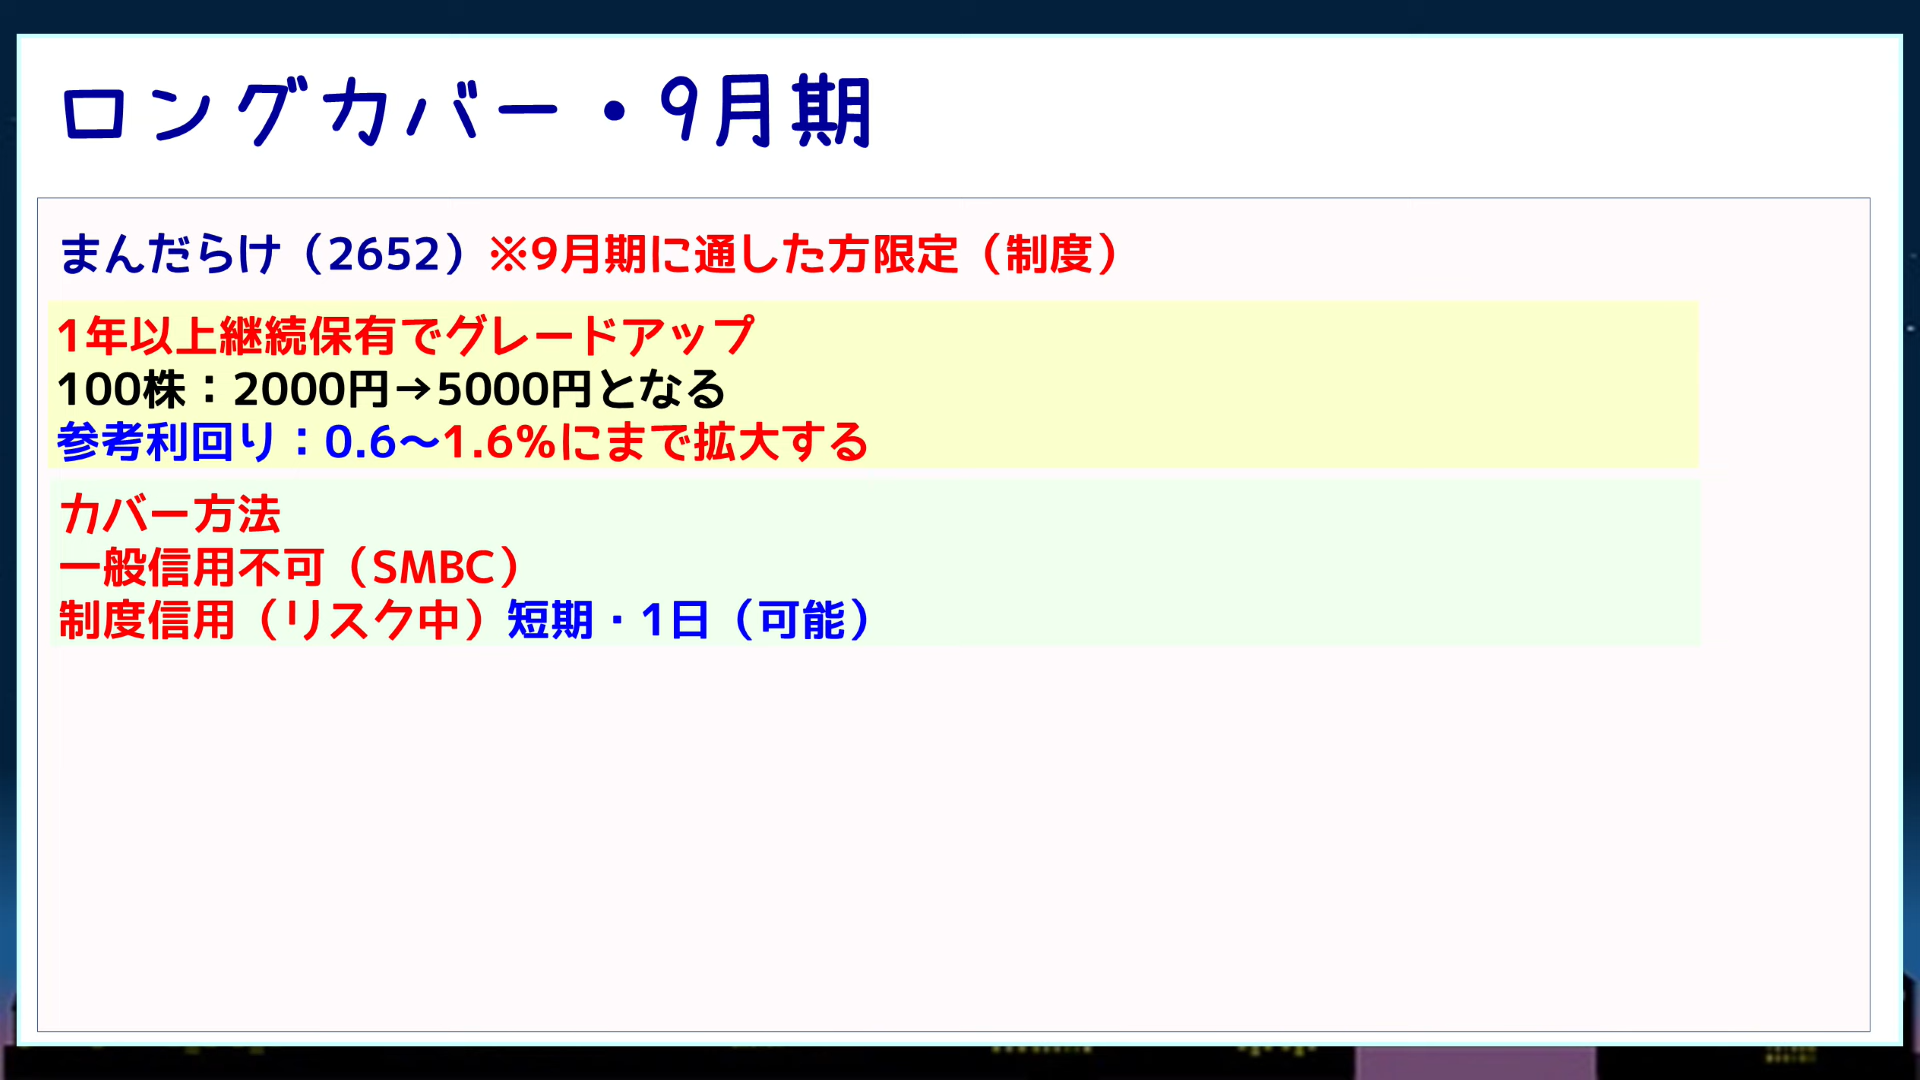 ロングカバー・9月期
まんだらけ（2652）※9月期に通した方限定（制度）
1年以上継続保有でグレードアップ
100株：2000円→5000円となる
参考利回り：0.6～1.6%にまで拡大する
カバー方法
一般信用不可（SMBC）
制度信用（リスク中）短期・1日（可能）